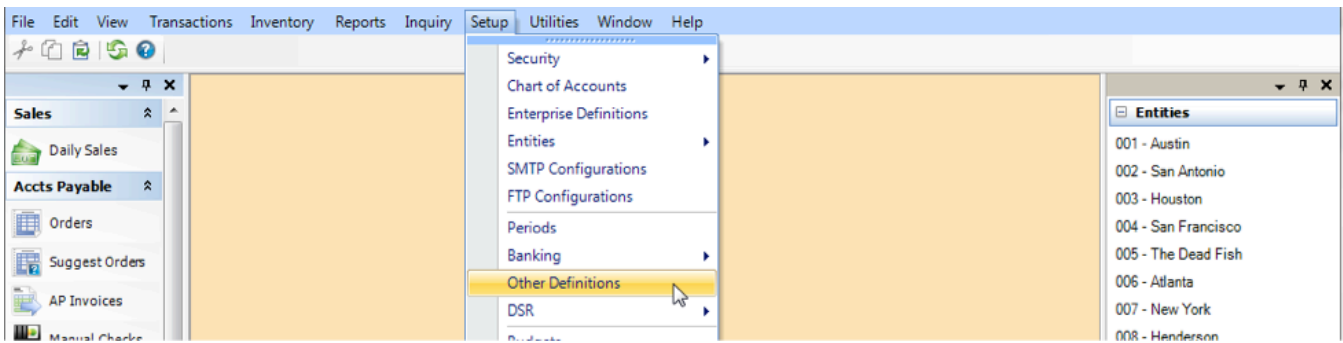 File Edit View Transactions Inventory Reports Inquiry Setup Utilities Window Help
Sales
Daily Sales
Accts Payable
Orders
Suggest Orders
AP Invoices
Manual Checks
Security
Chart of Accounts
Enterprise Definitions
Entities
SMTP Configurations
FTP Configurations
Periods
Banking
Other Definitions
DSR
Budgets
Entities
001 - Austin
002 - San Antonio
003 - Houston
004 - San Francisco
005 - The Dead Fish
006 - Atlanta
007 - New York
008 - Henderson